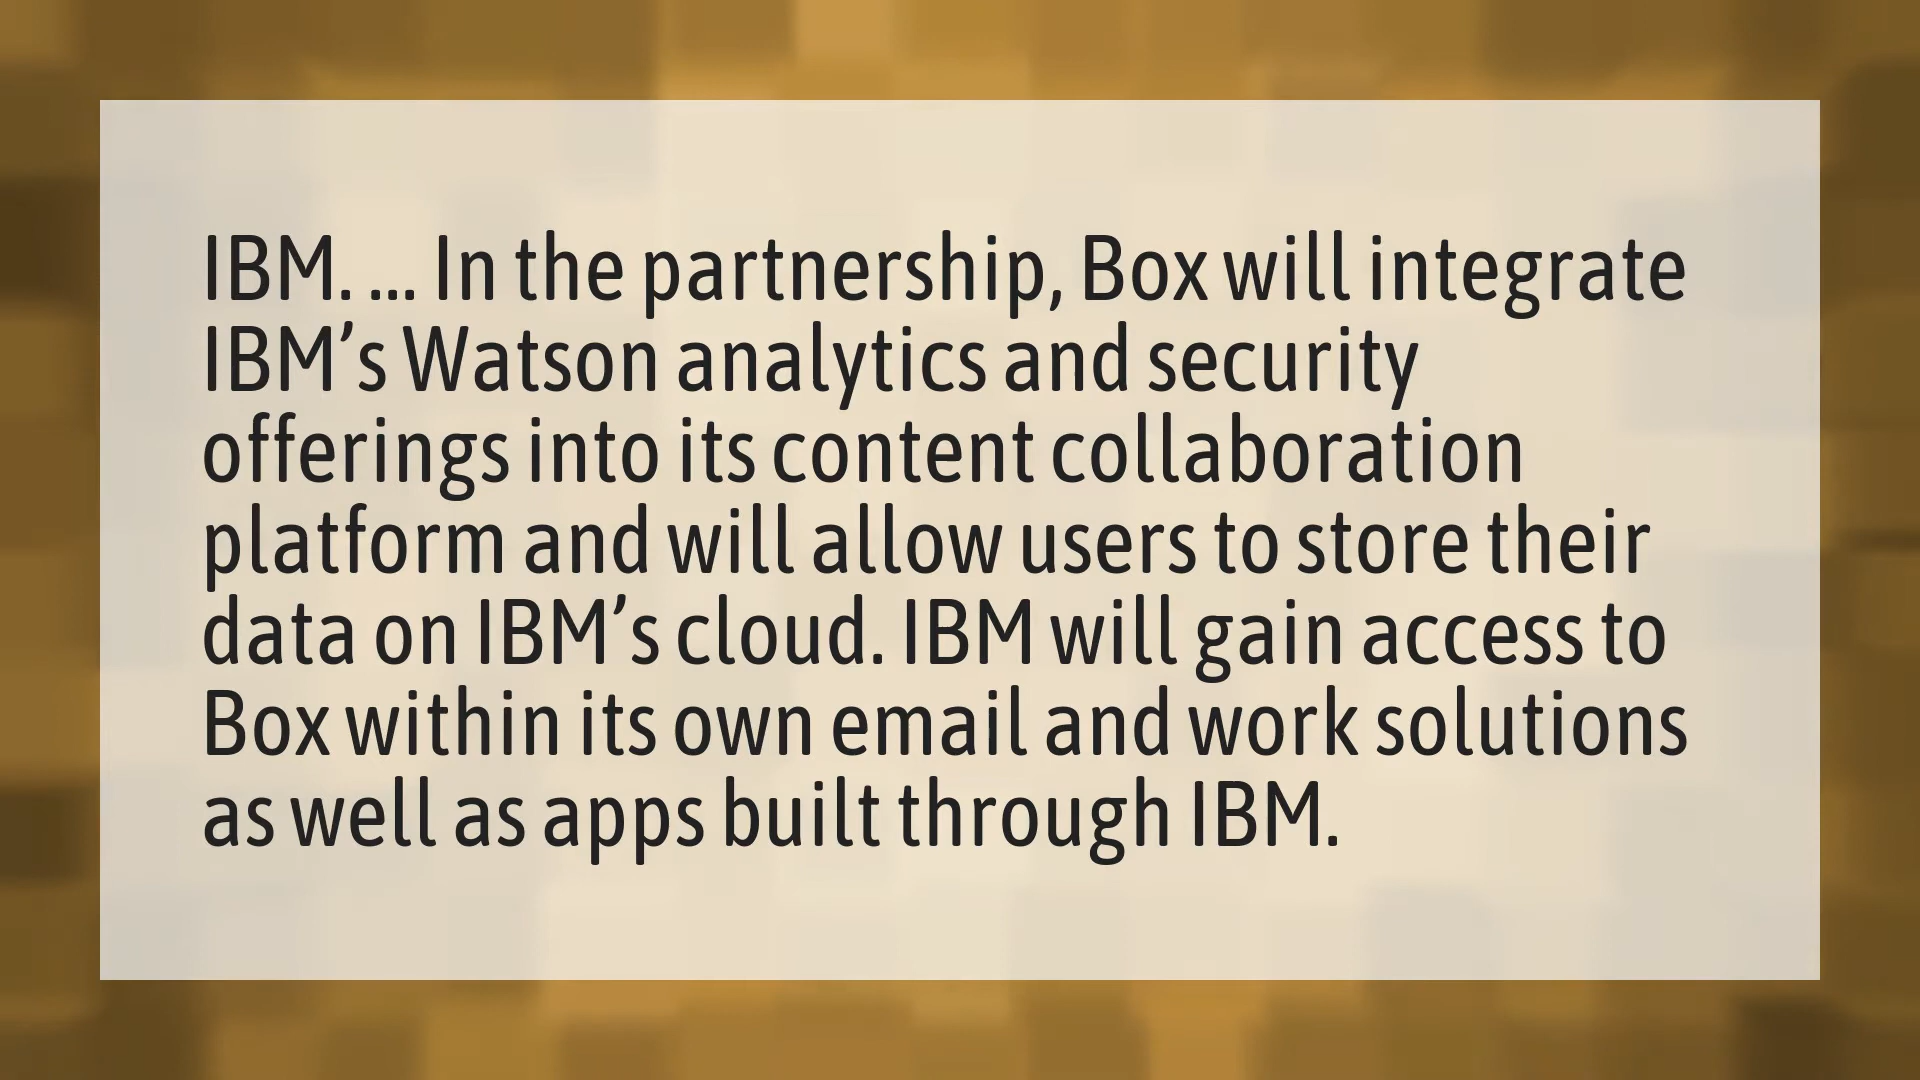 IBM. ... In the partnership, Box will integrate
IBM’s Watson analytics and security
offerings into its content collaboration
platform and will allow users to store their
data on IBM’s cloud. IBM will gain access to
Box within its own email and work solutions
as well as apps built through IBM.